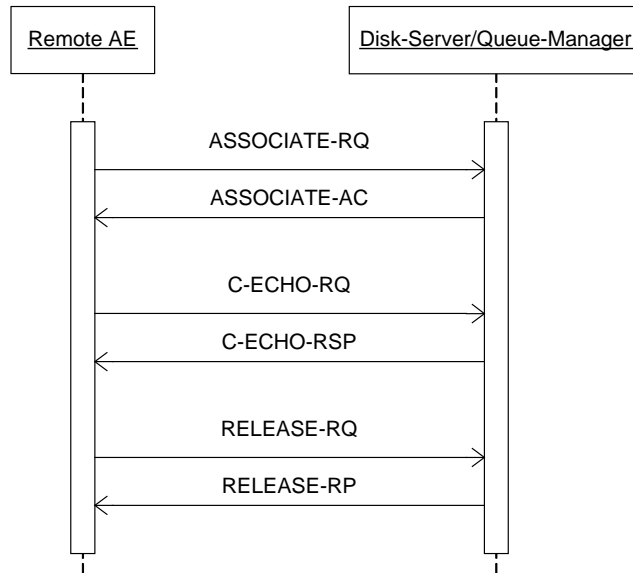 Remote AE
Disk-Server/Queue-Manager
ASSOCIATE-RQ
ASSOCIATE-AC
C-ECHO-RQ
C-ECHO-RSP
RELEASE-RQ
RELEASE-RP